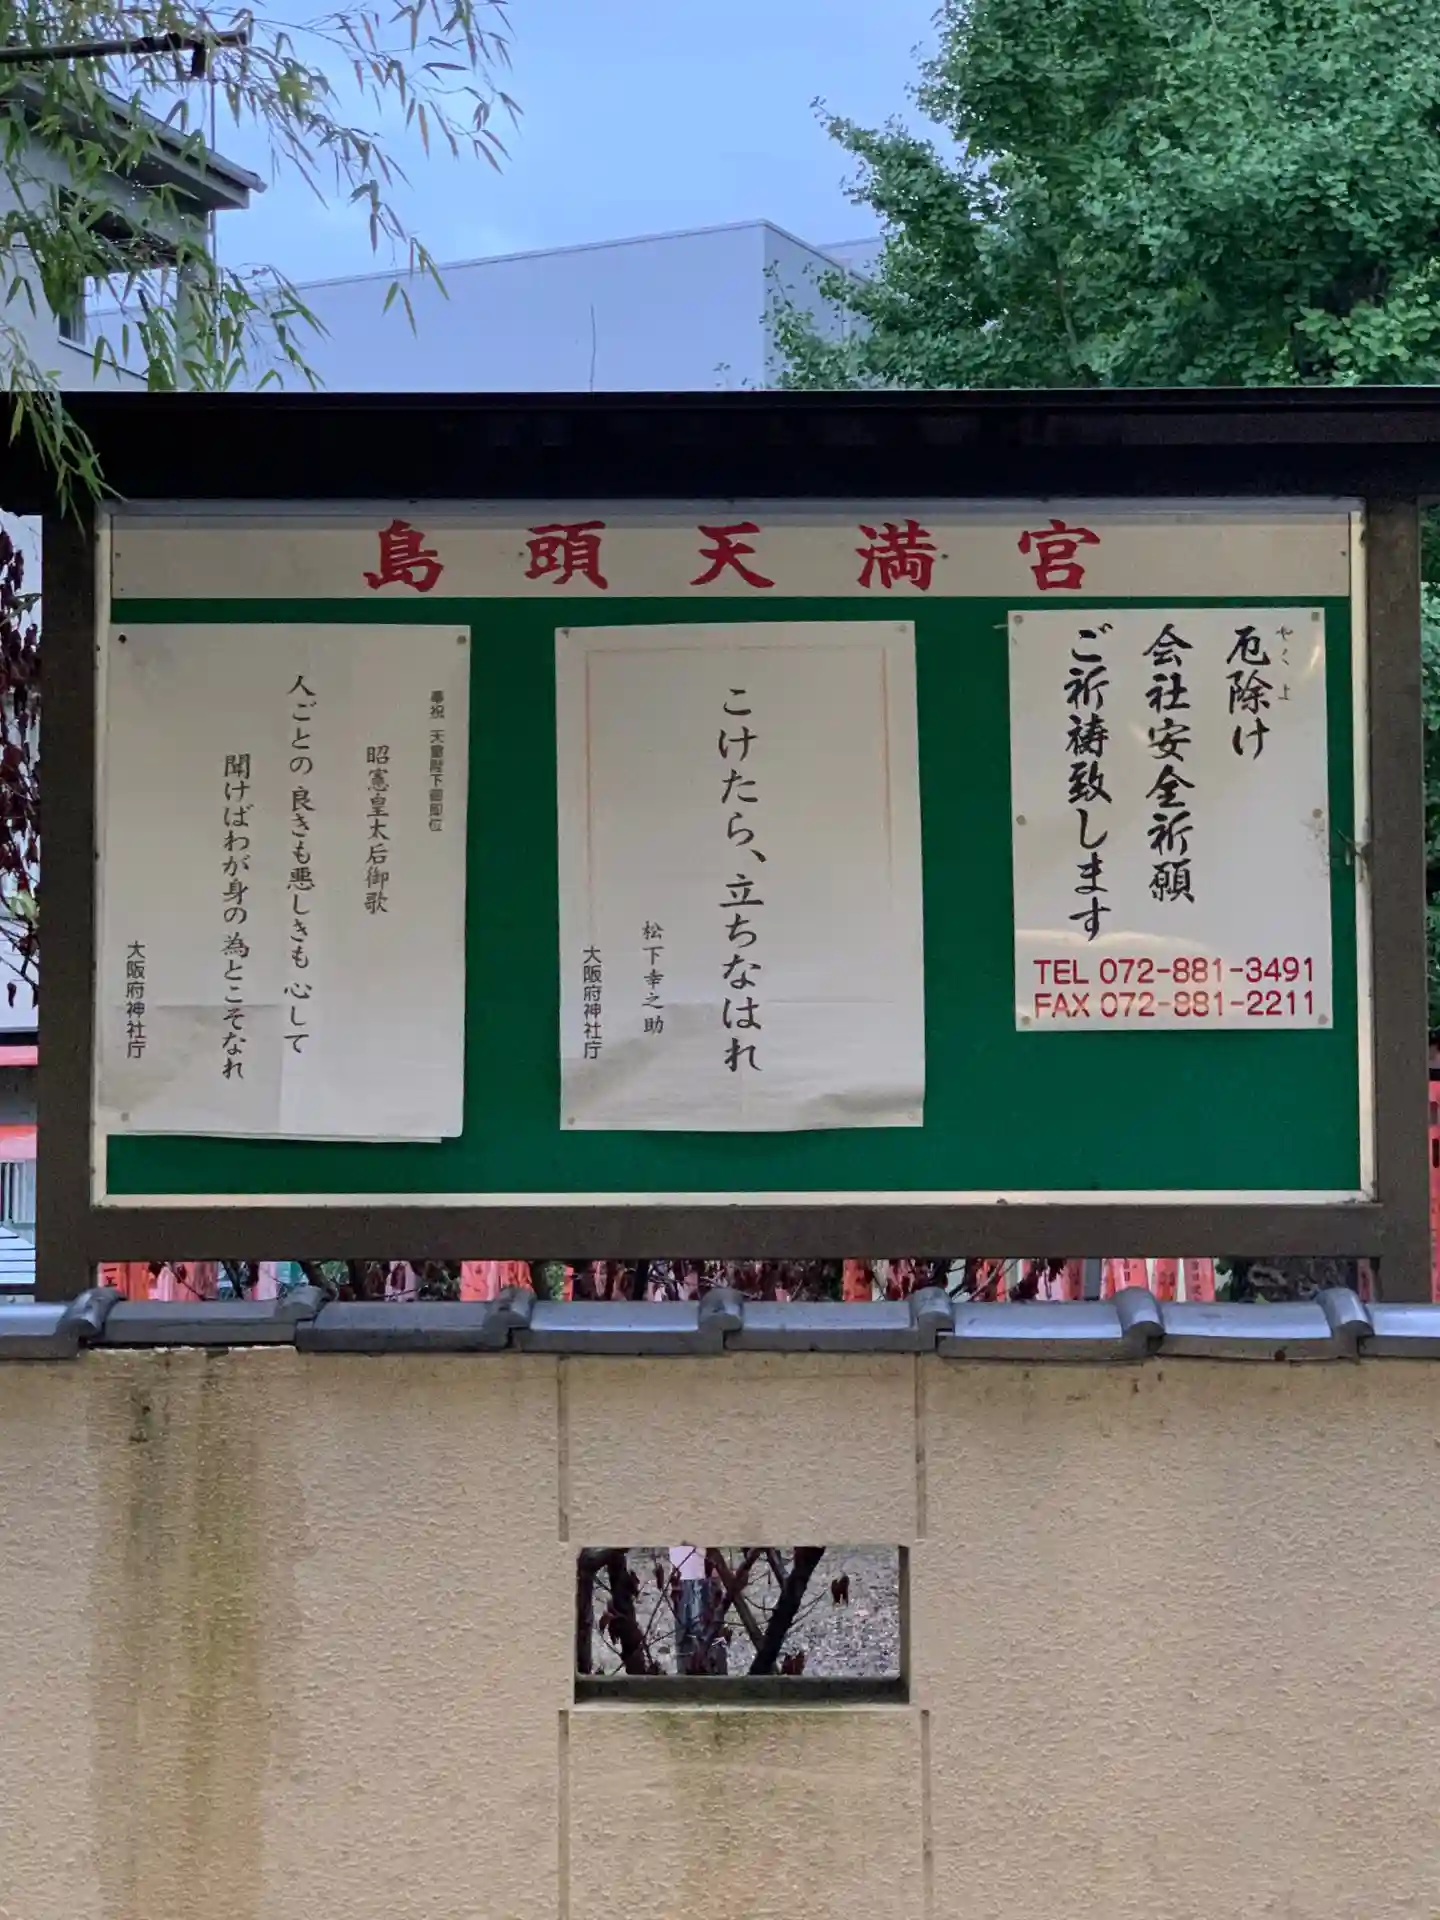 島頭天満宮
厄除け
やくよ
会社安全祈願
ご祈祷致します
TEL 072-881-3491
FAX 072-881-2211
こけたら、立ちなはれ
松下幸之助
大阪府神社庁
奉祝 天皇陛下御即位
昭憲皇太后御歌
人ごとの良きも悪しきも心して
聞けばわが身の為とこそなれ
大阪府神社庁